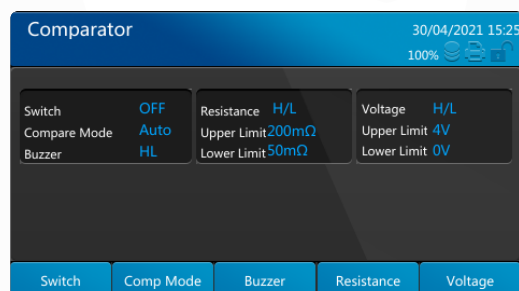 Comparator
30/04/2021 15:25
100%
Switch OFF
Compare Mode Auto
Buzzer HL
Resistance H/L
Upper Limit 200mΩ
Lower Limit 50mΩ
Voltage H/L
Upper Limit 4V
Lower Limit 0V
Switch Comp Mode Buzzer Resistance Voltage